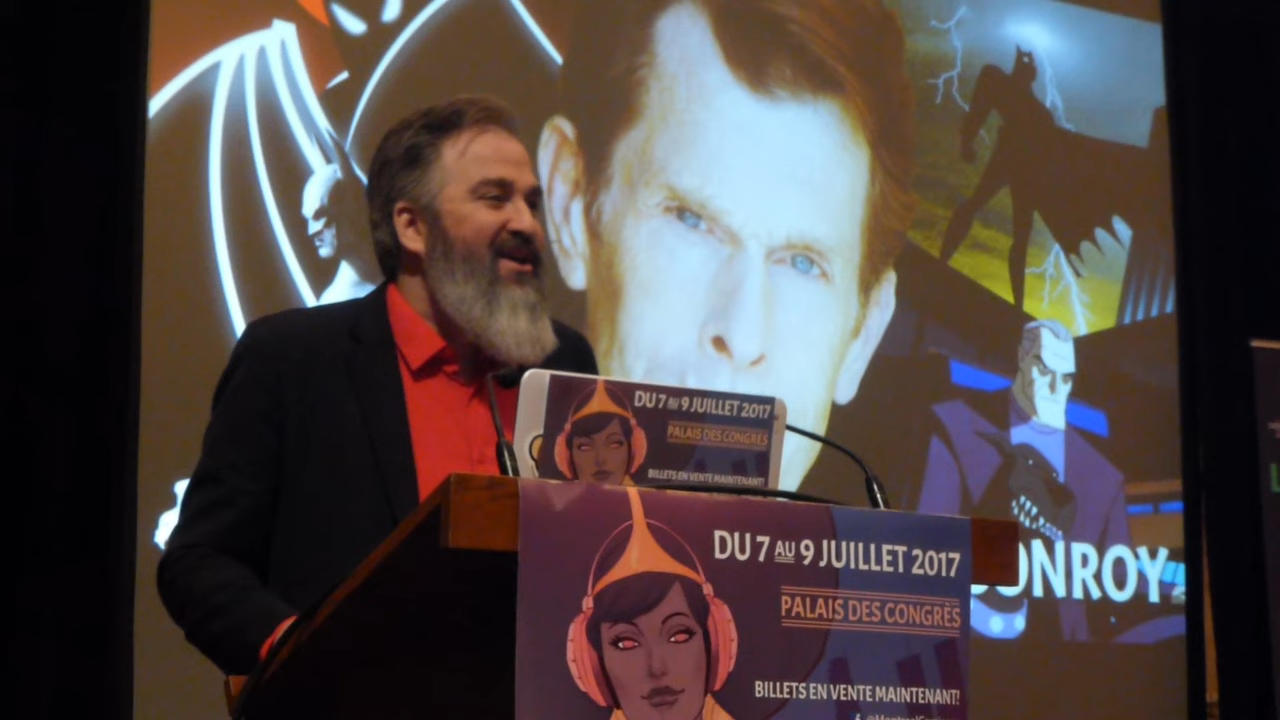 DU 7 AU 9 JUILLET 2017
PALAIS DES CONGRÈS
BILLETS EN VENTE MAINTENANT!
DU 7 AU 9 JUILLET 2017
PALAIS DES CONGRÈS
BILLETS EN VENTE MAINTENANT!
ONROY